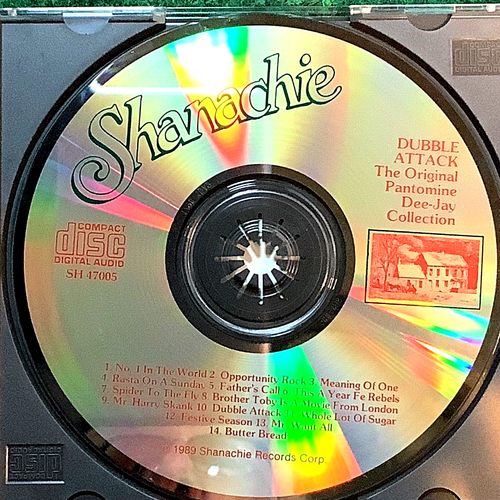 Shanachie
DUBBLE
ATTACK
The Original
Pantomine
Dee-Jay
Collection
COMPACT
disc
DIGITAL AUDIO
SH 47005
1. No. 1 In The World 2. Opportunity Rock 3. Meaning Of One
4. Rasta On A Sunday 5. Father's Call 6. This A Year Fe Rebels
7. Spider To The Fly 8. Brother Toby Is A Movie From London
9. Mr. Harry Skank 10. Dubble Attack 11. Whole Lot Of Sugar
12. Festive Season 13. Mr. Want All
14. Butter Bread
1989 Shanachie Records Corp.
COMPACT
disc
DIGITAL AUDIO